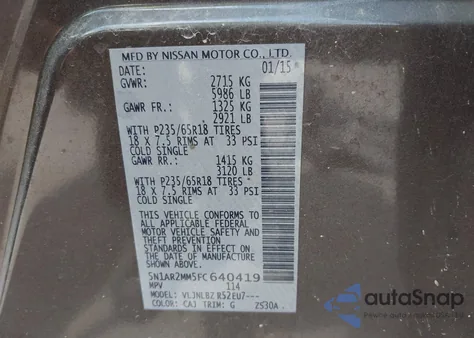 MFD BY NISSAN MOTOR CO., LTD.
DATE: 01/15
GVWR: 2715 KG
5986 LB
GAWR FR.: 1325 KG
2921 LB
WITH P235/65R18 TIRES
18 X 7.5 RIMS AT 33 PSI
COLD SINGLE
GAWR RR.: 1415 KG
3120 LB
WITH P235/65R18 TIRES
18 X 7.5 RIMS AT 33 PSI
COLD SINGLE
THIS VEHICLE CONFORMS TO
ALL APPLICABLE FEDERAL
MOTOR VEHICLE SAFETY
AND THEFT PREVENTION
STANDARDS IN EFFECT ON
THE DATE OF MANUFACTURE
SHOWN ABOVE.
5N1AR2MM5FC640419
MPV 114
MODEL: VLJNLBZ R52EU7---
COLOR: CAJ TRIM: G 2530A
autoSnap
www.autosnap.cloud